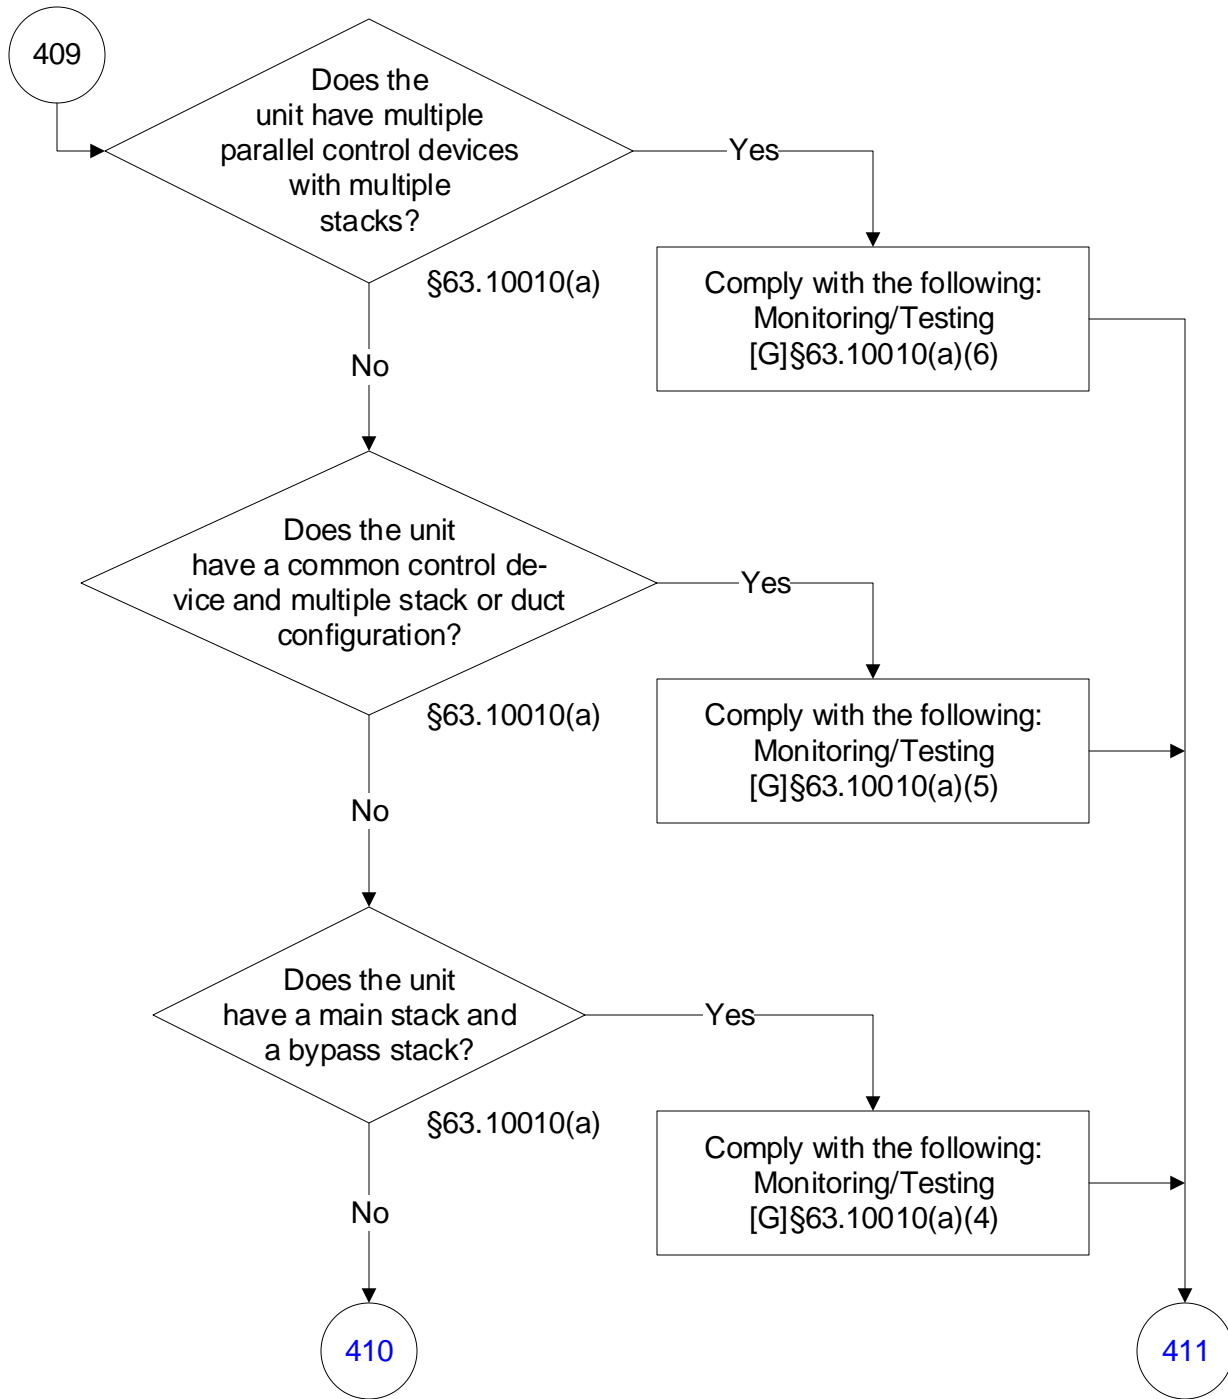 409
Does the
unit have multiple
parallel control devices
with multiple
stacks?
Yes
§63.10010(a)
Comply with the following:
Monitoring/Testing
[G]§63.10010(a)(6)
No
Does the unit
have a common control de-
vice and multiple stack or duct
configuration?
Yes
§63.10010(a)
Comply with the following:
Monitoring/Testing
[G]§63.10010(a)(5)
No
Does the unit
have a main stack and
a bypass stack?
Yes
§63.10010(a)
Comply with the following:
Monitoring/Testing
[G]§63.10010(a)(4)
No
410
411